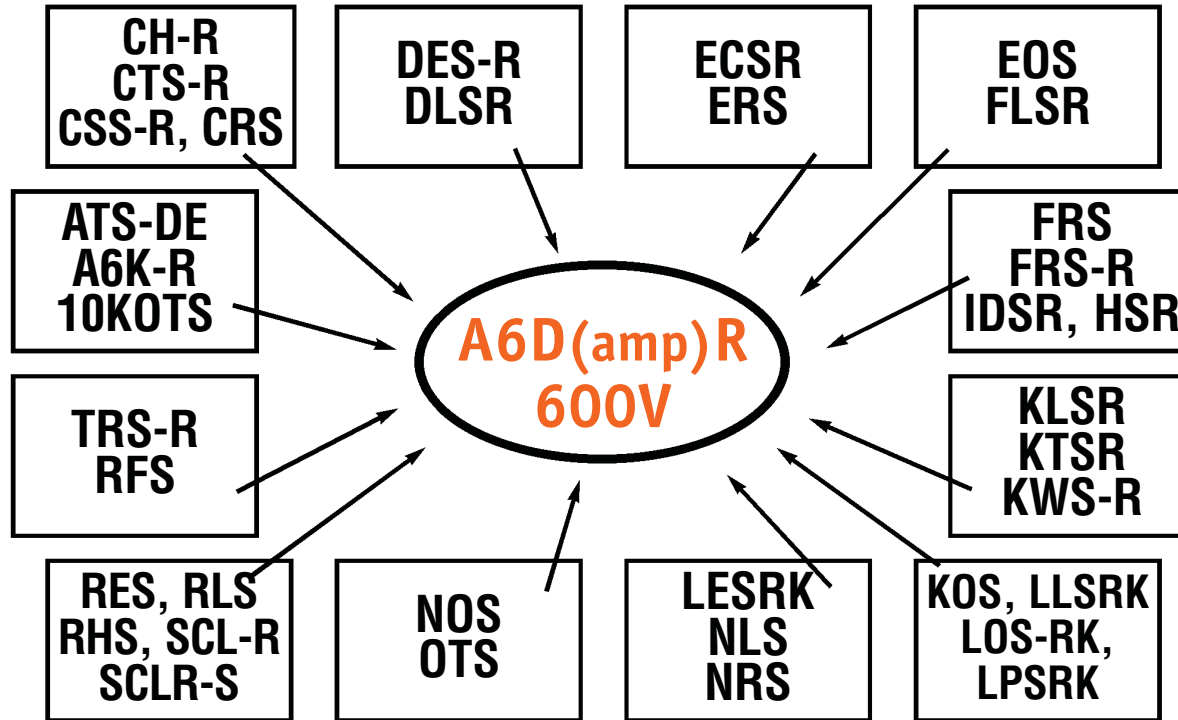 CH-R
CTS-R
CSS-R, CRS
DES-R
DLSR
ECSR
ERS
EOS
FLSR
ATS-DE
A6K-R
10KOTS
A6D(amp)R
600V
FRS
FRS-R
IDSR, HSR
TRS-R
RFS
KLSR
KTSR
KWS-R
RES, RLS
RHS, SCL-R
SCLR-S
NOS
OTS
LESRK
NLS
NRS
KOS, LLSRK
LOS-RK,
LPSRK